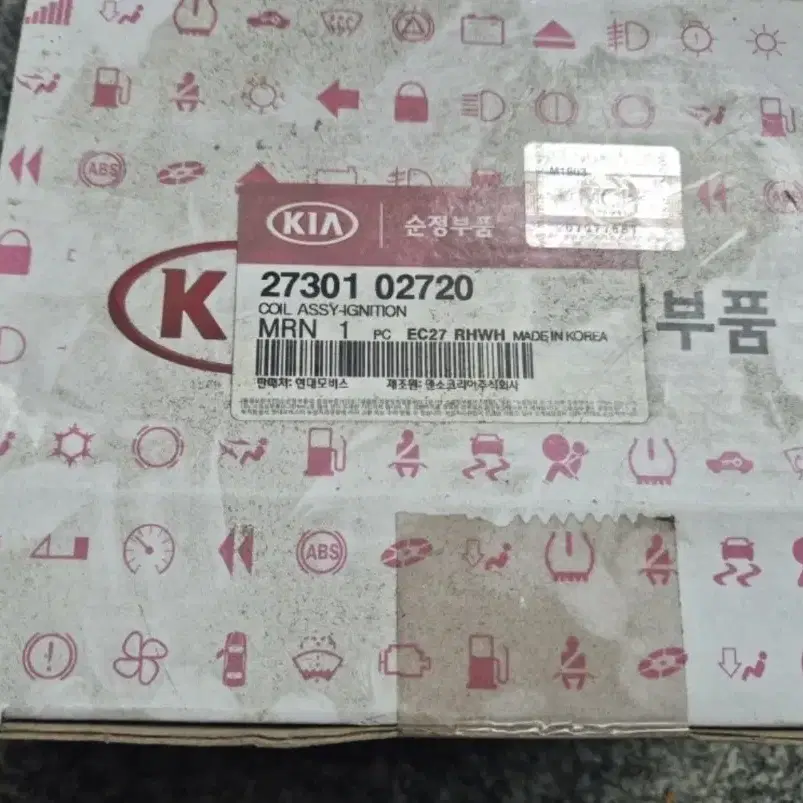 ABS
M1603
KIA 순정부품
27301 02720
K
부품
COIL ASSY-IGNITION
MRN 1 PC EC27 RHWH MADE IN KOREA
판매처: 현대모비스 제조원: 덴소코리아주식회사
ABS